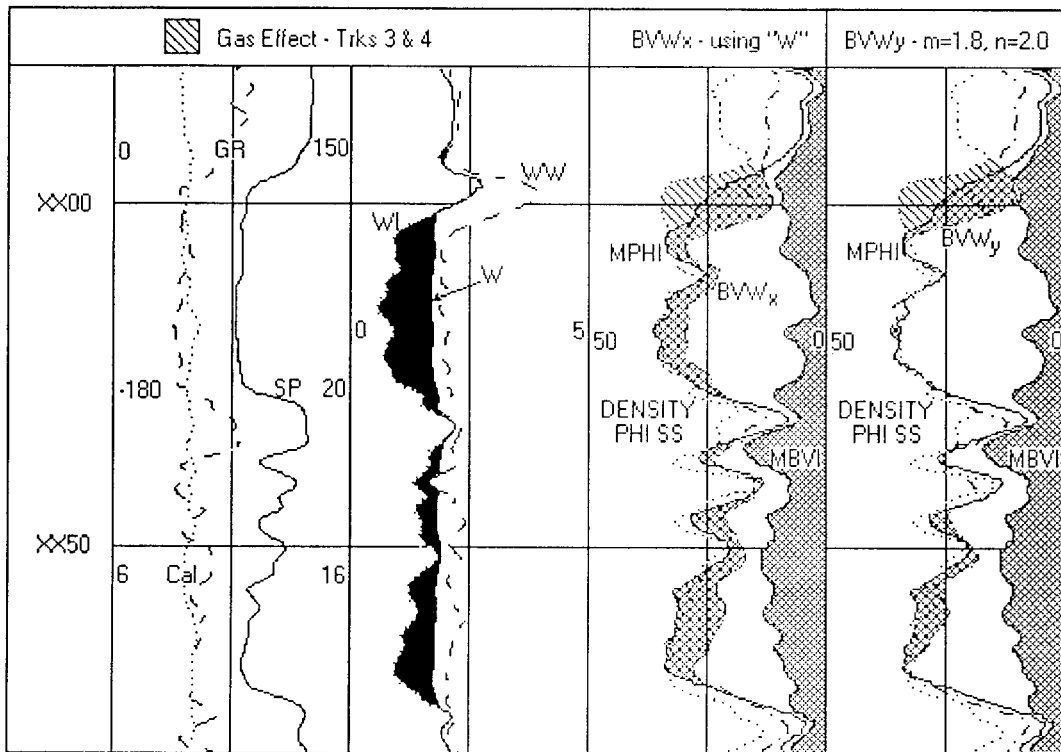 Gas Effect - Trks 3 & 4
BVWx - using "W"
BVWy - m=1.8, n=2.0
0 GR 150
WW
XX00
WI
MPHI
BVWy
MPHI
W
BVWx
0 5
50 0
50 0
-180 SP 20
DENSITY
PHI SS
DENSITY
PHI SS
MBVI
MBVI
XX50
6 Cal 16